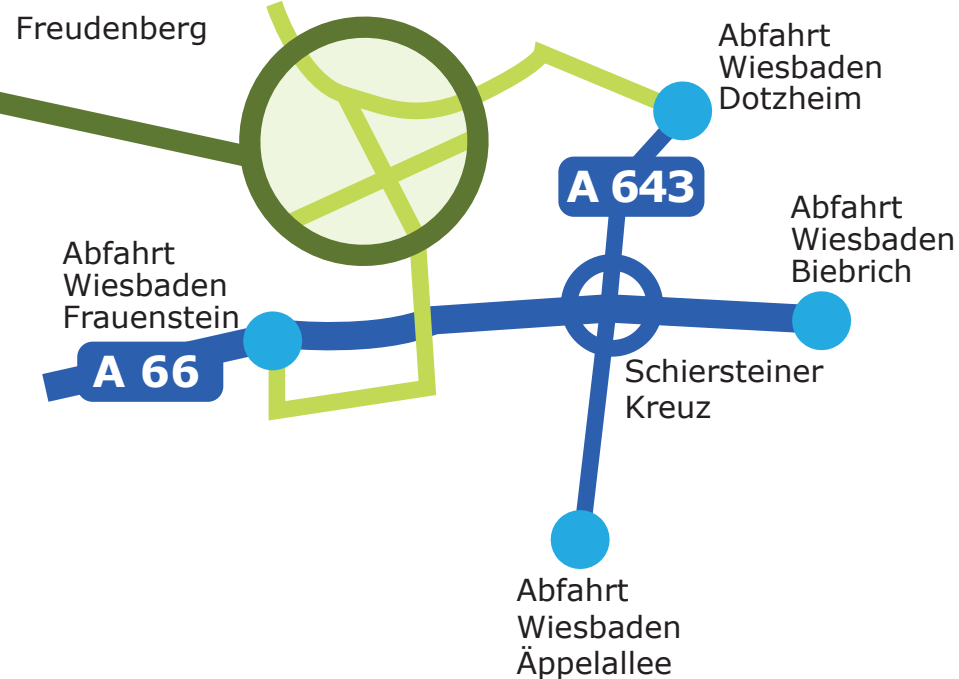 Freudenberg
Abfahrt
Wiesbaden
Dotzheim
A 643
Abfahrt
Wiesbaden
Biebrich
Abfahrt
Wiesbaden
Frauenstein
A 66
Schiersteiner
Kreuz
Abfahrt
Wiesbaden
Äppelallee